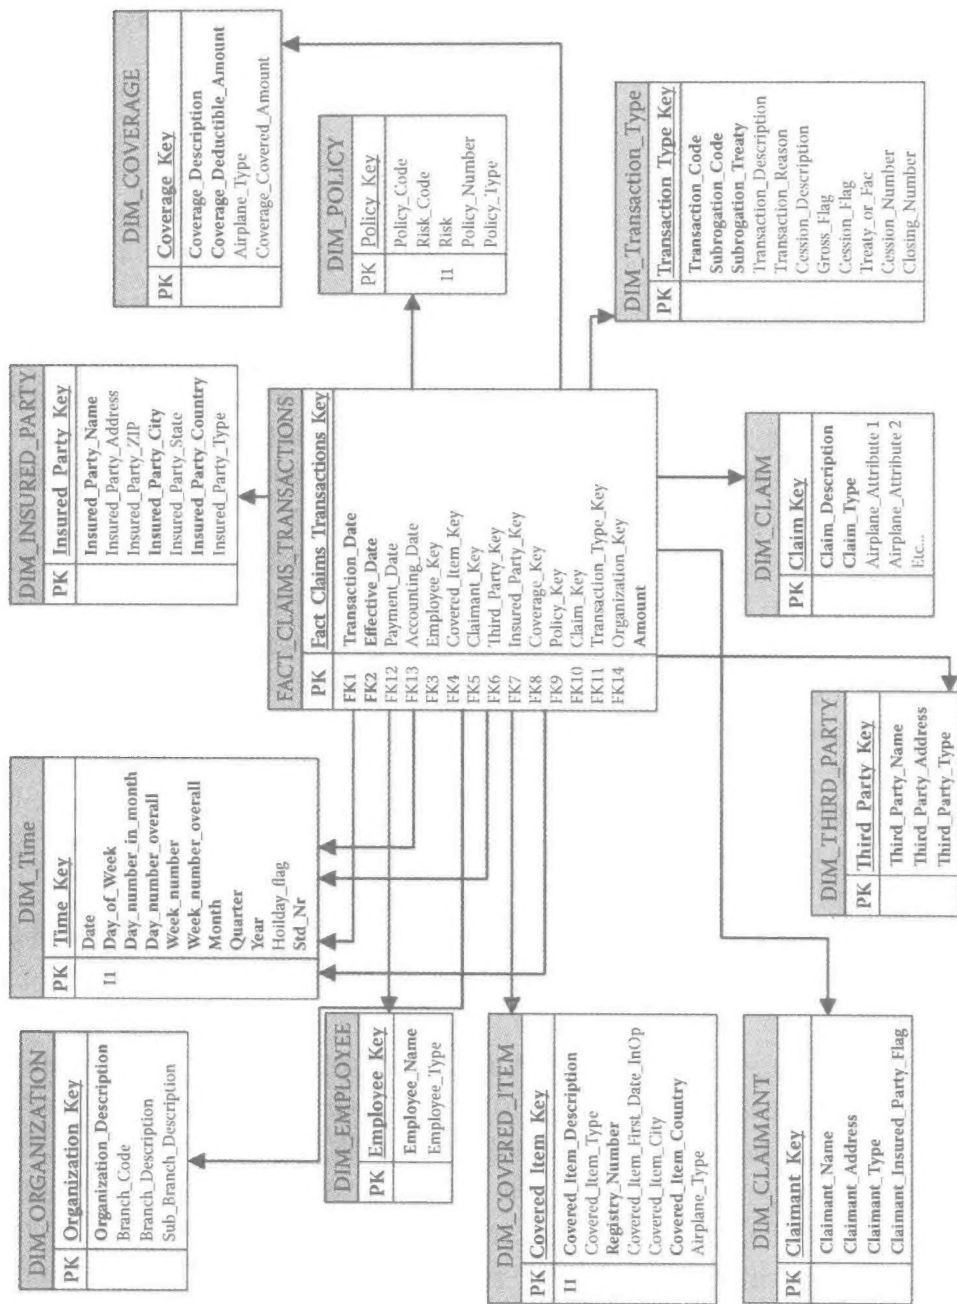 DIM_ORGANIZATION
PK Organization_Key
Organization_Description
Branch_Code
Branch_Description
Sub_Branch_Description
DIM_Time
PK Time_Key
Date
I1 Day_of_Week
Day_number_in_month
Day_number_overall
Week_number
Week_number_overall
Month
Quarter
Year
Hoilday_flag
Std_Nr
DIM_INSURED_PARTY
PK Insured_Party_Key
Insured_Party_Name
Insured_Party_Address
Insured_Party_ZIP
Insured_Party_City
Insured_Party_State
Insured_Party_Country
Insured_Party_Type
DIM_COVERAGE
PK Coverage_Key
Coverage_Description
Coverage_Deductible_Amount
Airplane_Type
Coverage_Covered_Amount
DIM_EMPLOYEE
PK Employee_Key
Employee_Name
Employee_Type
FACT_CLAIMS_TRANSACTIONS
PK Fact_Claims_Transactions_Key
FK1 Transaction_Date
FK2 Effective_Date
FK12 Payment_Date
FK13 Accounting_Date
FK3 Employee_Key
FK4 Covered_Item_Key
FK5 Claimant_Key
FK6 Third_Party_Key
FK7 Insured_Party_Key
FK8 Coverage_Key
FK9 Policy_Key
FK10 Claim_Key
FK11 Transaction_Type_Key
FK14 Organization_Key
Amount
DIM_POLICY
PK Policy_Key
Policy_Code
Risk_Code
I1 Risk
Policy_Number
Policy_Type
DIM_COVERED_ITEM
PK Covered_Item_Key
I1 Covered_Item_Description
Covered_Item_Type
Registry_Number
Covered_Item_First_Date_InOp
Covered_Item_City
Covered_Item_Country
Airplane_Type
DIM_Transaction_Type
PK Transaction_Type_Key
Transaction_Code
Subrogation_Code
Subrogation_Treaty
Transaction_Description
Transaction_Reason
Cession_Description
Gross_Flag
Cession_Flag
Treaty_or_Fac
Cession_Number
Closing_Number
DIM_CLAIMANT
PK Claimant_Key
Claimant_Name
Claimant_Address
Claimant_Type
Claimant_Insured_Party_Flag
DIM_THIRD_PARTY
PK Third_Party_Key
Third_Party_Name
Third_Party_Address
Third_Party_Type
DIM_CLAIM
PK Claim_Key
Claim_Description
Claim_Type
Airplane_Attribute 1
Airplane_Attribute 2
Etc...